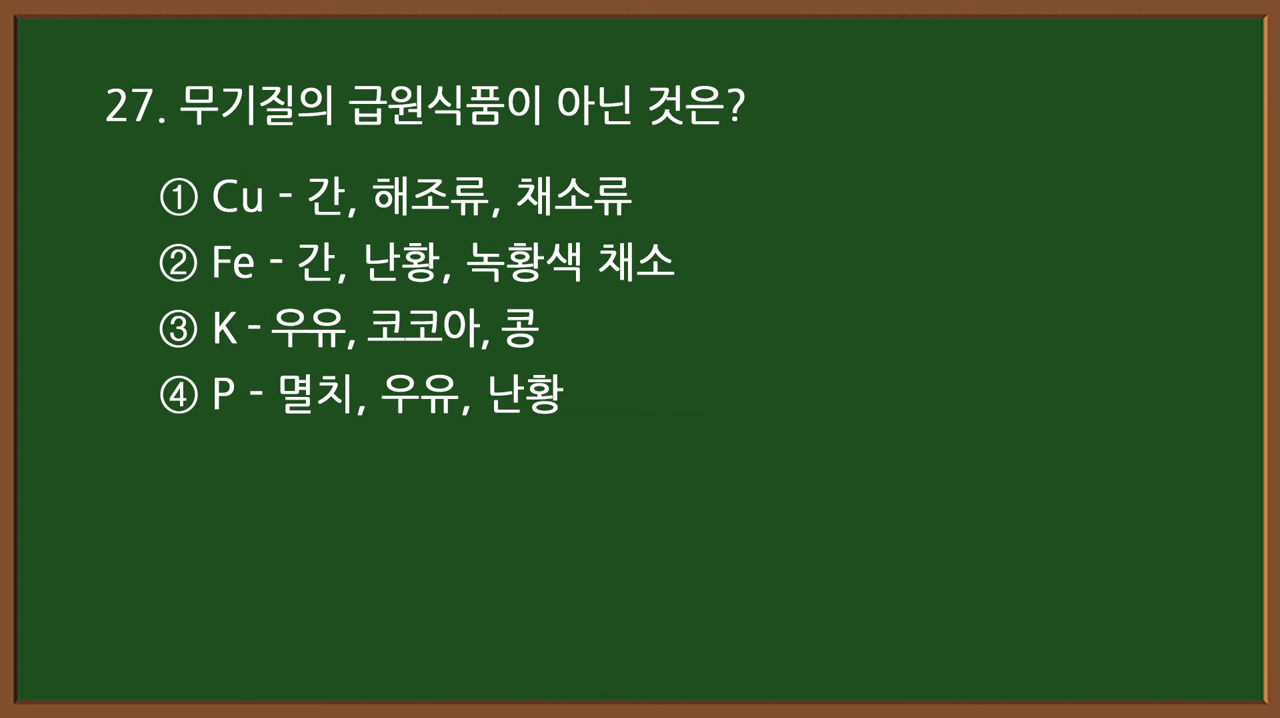 27. 무기질의 급원식품이 아닌 것은?
① Cu - 간, 해조류, 채소류
② Fe - 간, 난황, 녹황색 채소
③ K - 우유, 코코아, 콩
④ P - 멸치, 우유, 난황